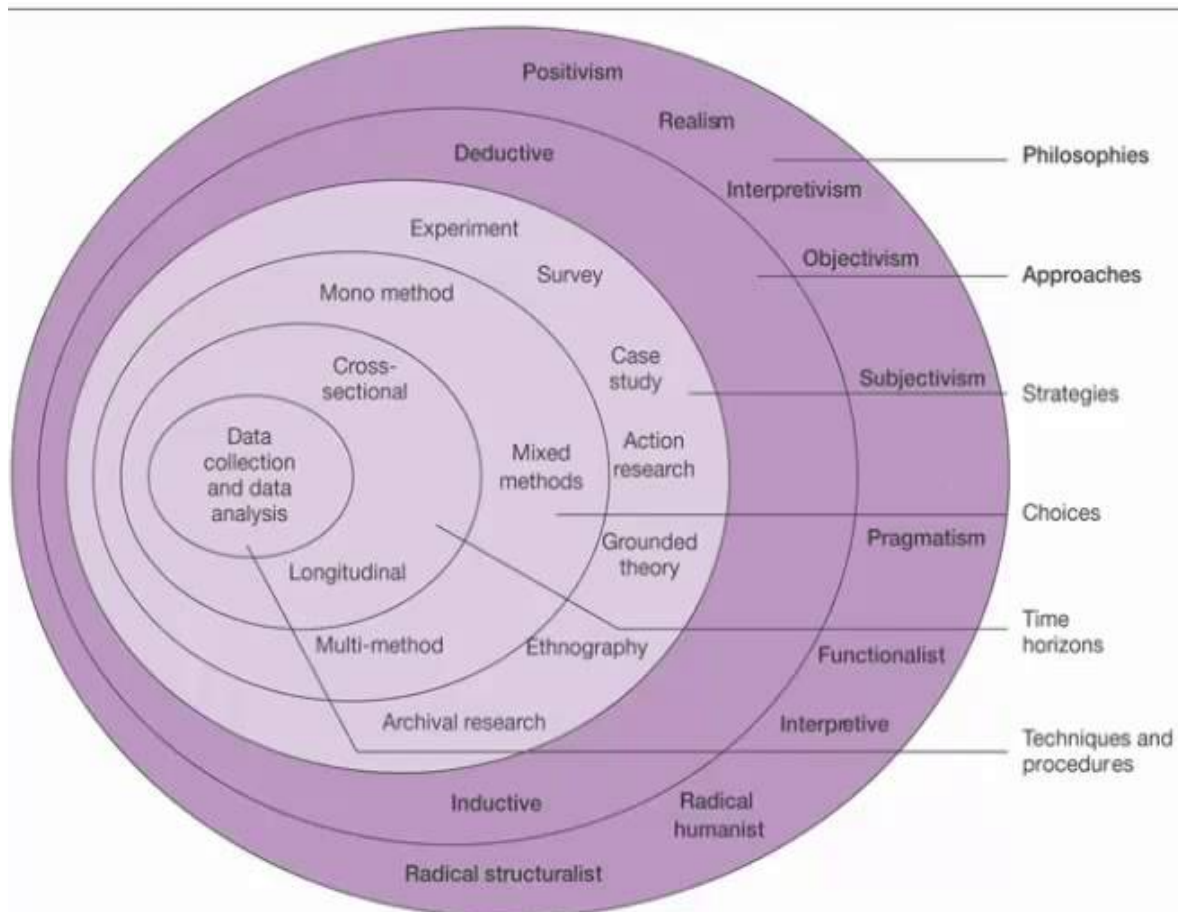 Positivism
Realism
Deductive
Philosophies
Interpretivism
Experiment
Objectivism
Survey
Approaches
Mono method
Case
study
Cross-
sectional
Subjectivism
Strategies
Data
collection
and data
analysis
Mixed
methods
Action
research
Choices
Pragmatism
Grounded
theory
Longitudinal
Time
horizons
Multi-method
Ethnography
Functionalist
Archival research
Interpretive
Techniques and
procedures
Inductive
Radical
humanist
Radical structuralist